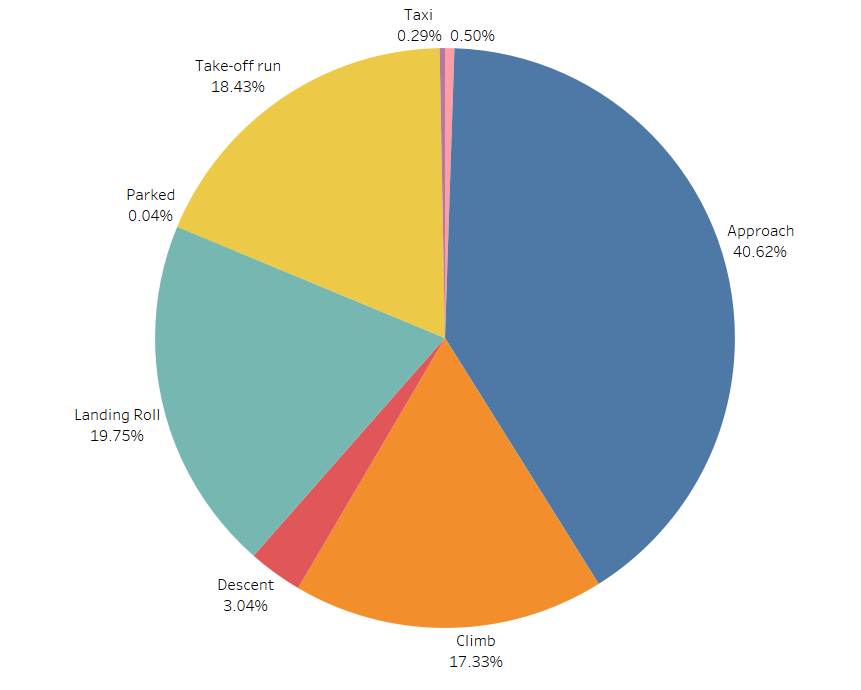 Taxi
0.29% 0.50%
Take-off run
18.43%
Parked
0.04%
Approach
40.62%
Landing Roll
19.75%
Descent
3.04%
Climb
17.33%